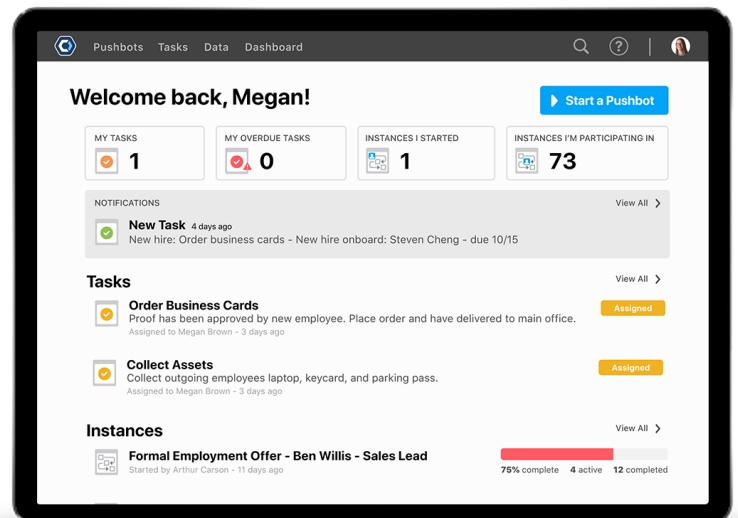 Pushbots Tasks Data Dashboard
Welcome back, Megan!
Start a Pushbot
MY TASKS
1
MY OVERDUE TASKS
0
INSTANCES I STARTED
1
INSTANCES I'M PARTICIPATING IN
73
NOTIFICATIONS
View All
New Task 4 days ago
New hire: Order business cards - New hire onboard: Steven Cheng - due 10/15
Tasks
View All
Order Business Cards
Proof has been approved by new employee. Place order and have delivered to main office.
Assigned to Megan Brown - 3 days ago
Assigned
Collect Assets
Collect outgoing employees laptop, keycard, and parking pass.
Assigned to Megan Brown - 3 days ago
Assigned
Instances
View All
Formal Employment Offer - Ben Willis - Sales Lead
Started by Arthur Carson - 11 days ago
75% complete 4 active 12 completed